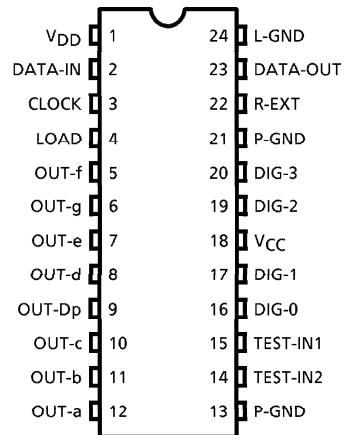 VDD 1 24 L-GND
DATA-IN 2 23 DATA-OUT
CLOCK 3 22 R-EXT
LOAD 4 21 P-GND
OUT-f 5 20 DIG-3
OUT-g 6 19 DIG-2
OUT-e 7 18 VCC
OUT-d 8 17 DIG-1
OUT-Dp 9 16 DIG-0
OUT-c 10 15 TEST-IN1
OUT-b 11 14 TEST-IN2
OUT-a 12 13 P-GND